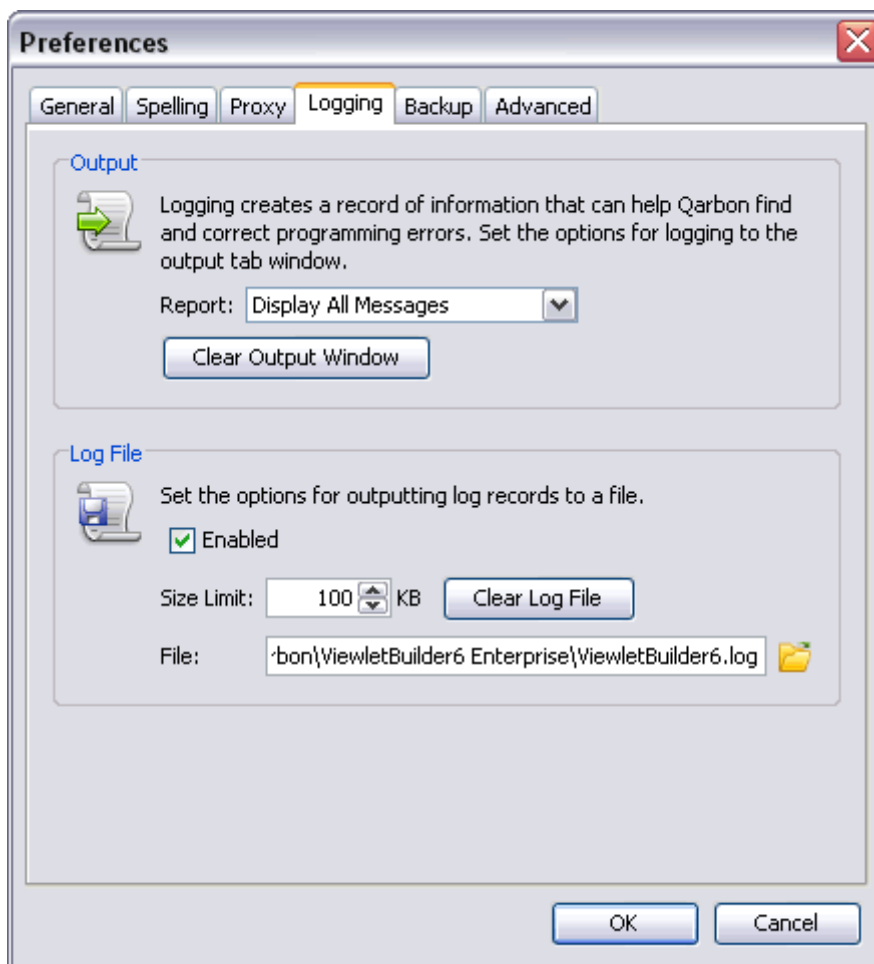 Preferences
General Spelling Proxy Logging Backup Advanced
Output
Logging creates a record of information that can help Qarbon find
and correct programming errors. Set the options for logging to the
output tab window.
Report: Display All Messages
Clear Output Window
Log File
Set the options for outputting log records to a file.
Enabled
Size Limit: 100 KB Clear Log File
File: bon\ViewletBuilder6 Enterprise\ViewletBuilder6.log
OK Cancel